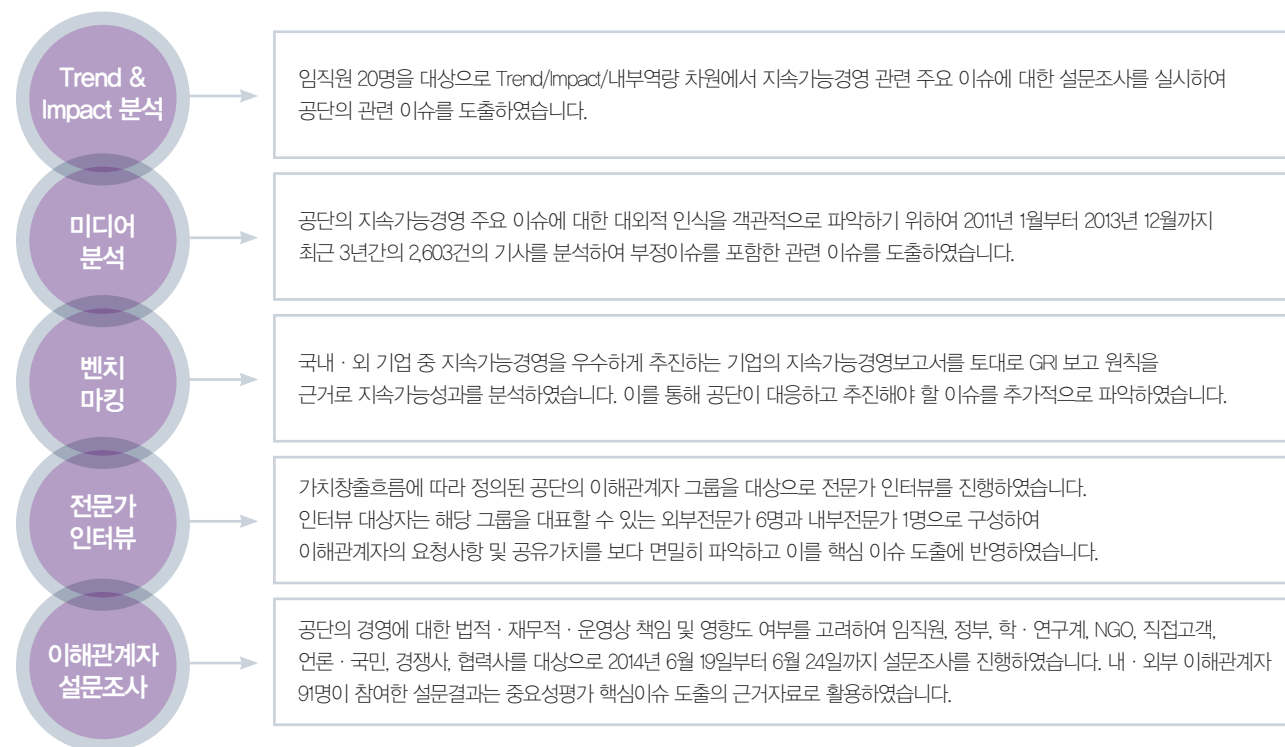 Trend &
Impact 분석
임직원 20명을 대상으로 Trend/Impact/내부역량 차원에서 지속가능경영 관련 주요 이슈에 대한 설문조사를 실시하여
공단의 관련 이슈를 도출하였습니다.
미디어
분석
공단의 지속가능경영 주요 이슈에 대한 대외적 인식을 객관적으로 파악하기 위하여 2011년 1월부터 2013년 12월까지
최근 3년간의 2,603건의 기사를 분석하여 부정이슈를 포함한 관련 이슈를 도출하였습니다.
벤치
마킹
국내 · 외 기업 중 지속가능경영을 우수하게 추진하는 기업의 지속가능경영보고서를 토대로 GRI 보고 원칙을
근거로 지속가능성과를 분석하였습니다. 이를 통해 공단이 대응하고 추진해야 할 이슈를 추가적으로 파악하였습니다.
전문가
인터뷰
가치창출흐름에 따라 정의된 공단의 이해관계자 그룹을 대상으로 전문가 인터뷰를 진행하였습니다.
인터뷰 대상자는 해당 그룹을 대표할 수 있는 외부전문가 6명과 내부전문가 1명으로 구성하여
이해관계자의 요청사항 및 공유가치를 보다 면밀히 파악하고 이를 핵심 이슈 도출에 반영하였습니다.
이해관계자
설문조사
공단의 경영에 대한 법적 · 재무적 · 운영상 책임 및 영향도 여부를 고려하여 임직원, 정부, 학 · 연구계, NGO, 직접고객,
언론 · 국민, 경쟁사, 협력사를 대상으로 2014년 6월 19일부터 6월 24일까지 설문조사를 진행하였습니다. 내 · 외부 이해관계자
91명이 참여한 설문결과는 중요성평가 핵심이슈 도출의 근거자료로 활용하였습니다.